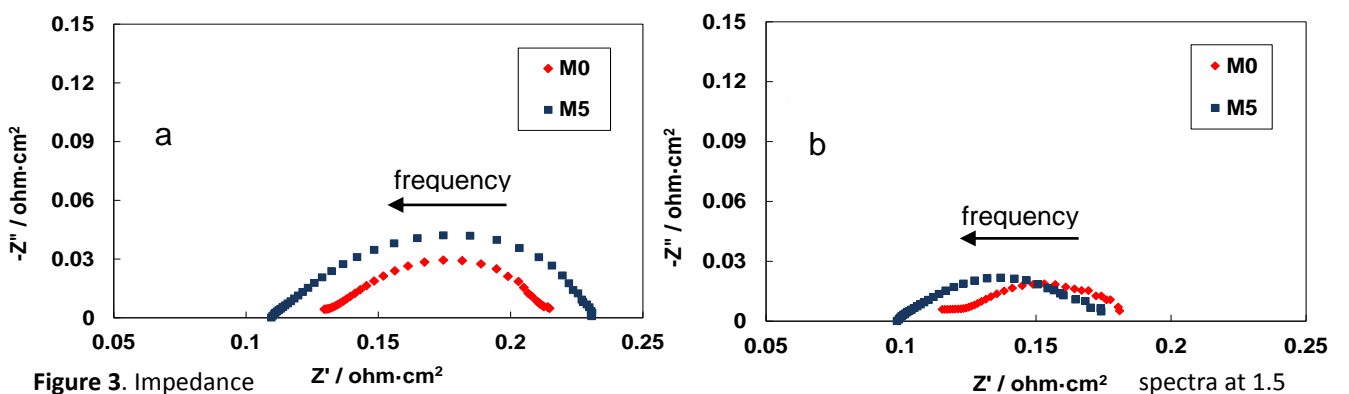 0.15
0.12
0.09
0.06
0.03
0
-Z" / ohm·cm²
M0
M5
a
frequency
0.05
0.1
0.15
0.2
0.25
Z' / ohm·cm²
0.15
0.12
0.09
0.06
0.03
0
-Z" / ohm·cm²
M0
M5
b
frequency
0.05
0.1
0.15
0.2
0.25
Z' / ohm·cm²
Figure 3. Impedance
spectra at 1.5